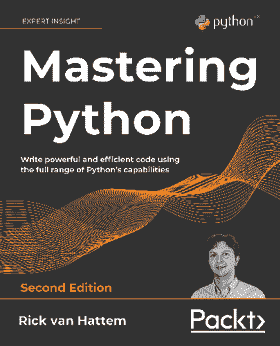 EXPERT INSIGHT
python
Mastering
Python
Write powerful and efficient code using
the full range of Python's capabilities
Second Edition
Rick van Hattem
Packt>